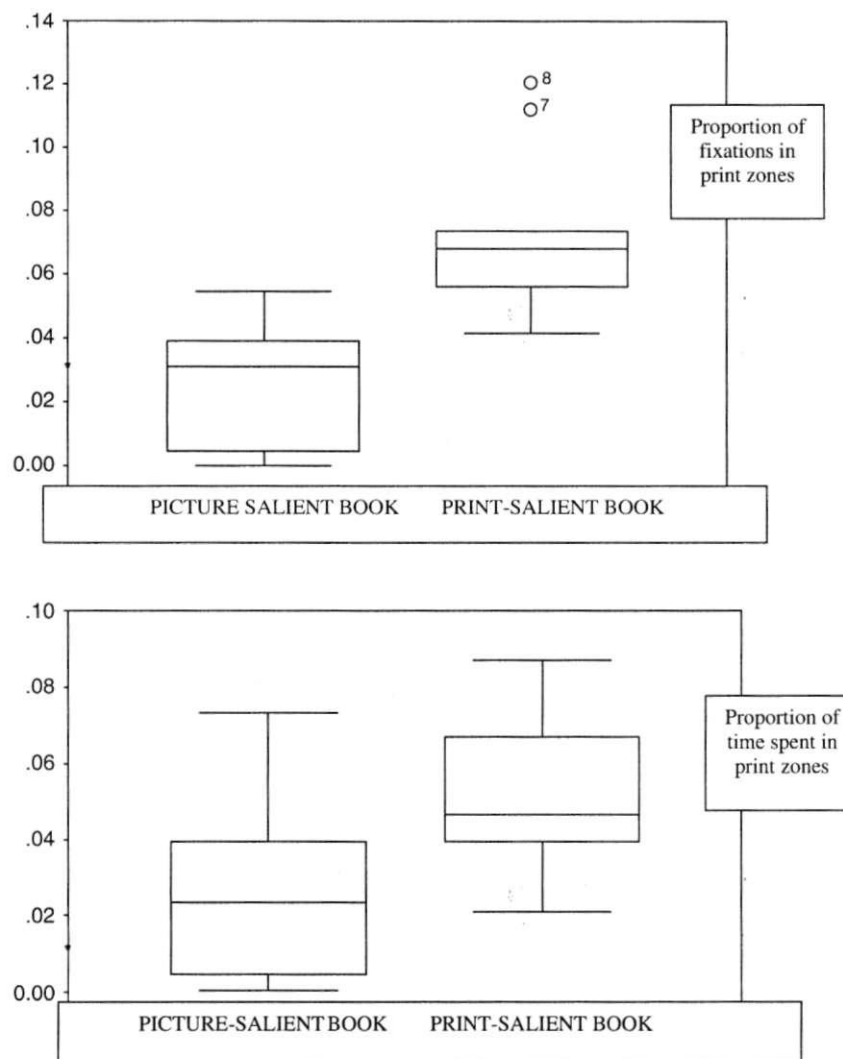 .14
.12
.10
.08
.06
.04
.02
0.00
8
7
Proportion of
fixations in
print zones
PICTURE SALIENT BOOK PRINT-SALIENT BOOK
.10
.08
.06
.04
.02
0.00
Proportion of
time spent in
print zones
PICTURE-SALIENT BOOK PRINT-SALIENT BOOK